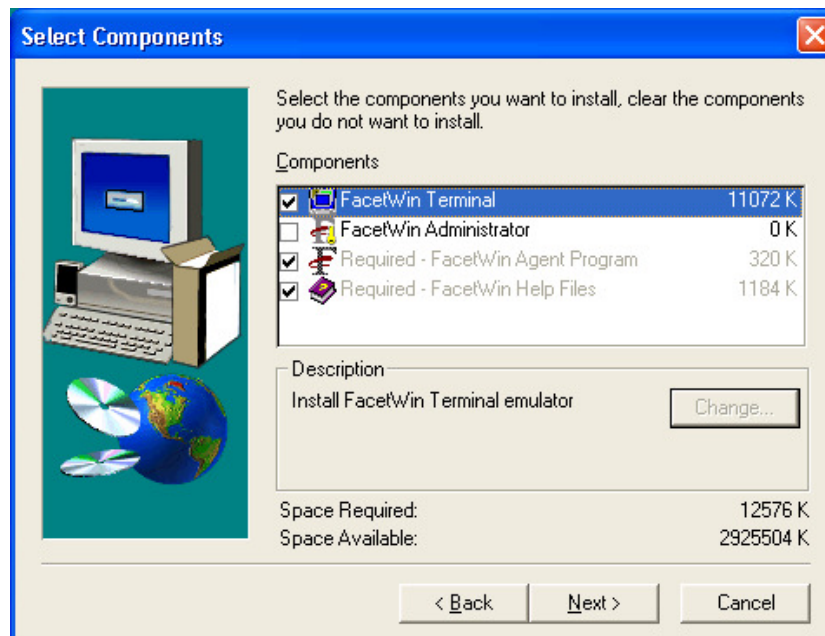 Select Components
Select the components you want to install, clear the components
you do not want to install.
Components
FacetWin Terminal 11072 K
FacetWin Administrator 0 K
Required - FacetWin Agent Program 320 K
Required - FacetWin Help Files 1184 K
Description
Install FacetWin Terminal emulator
Change...
Space Required: 12576 K
Space Available: 2925504 K
< Back Next > Cancel